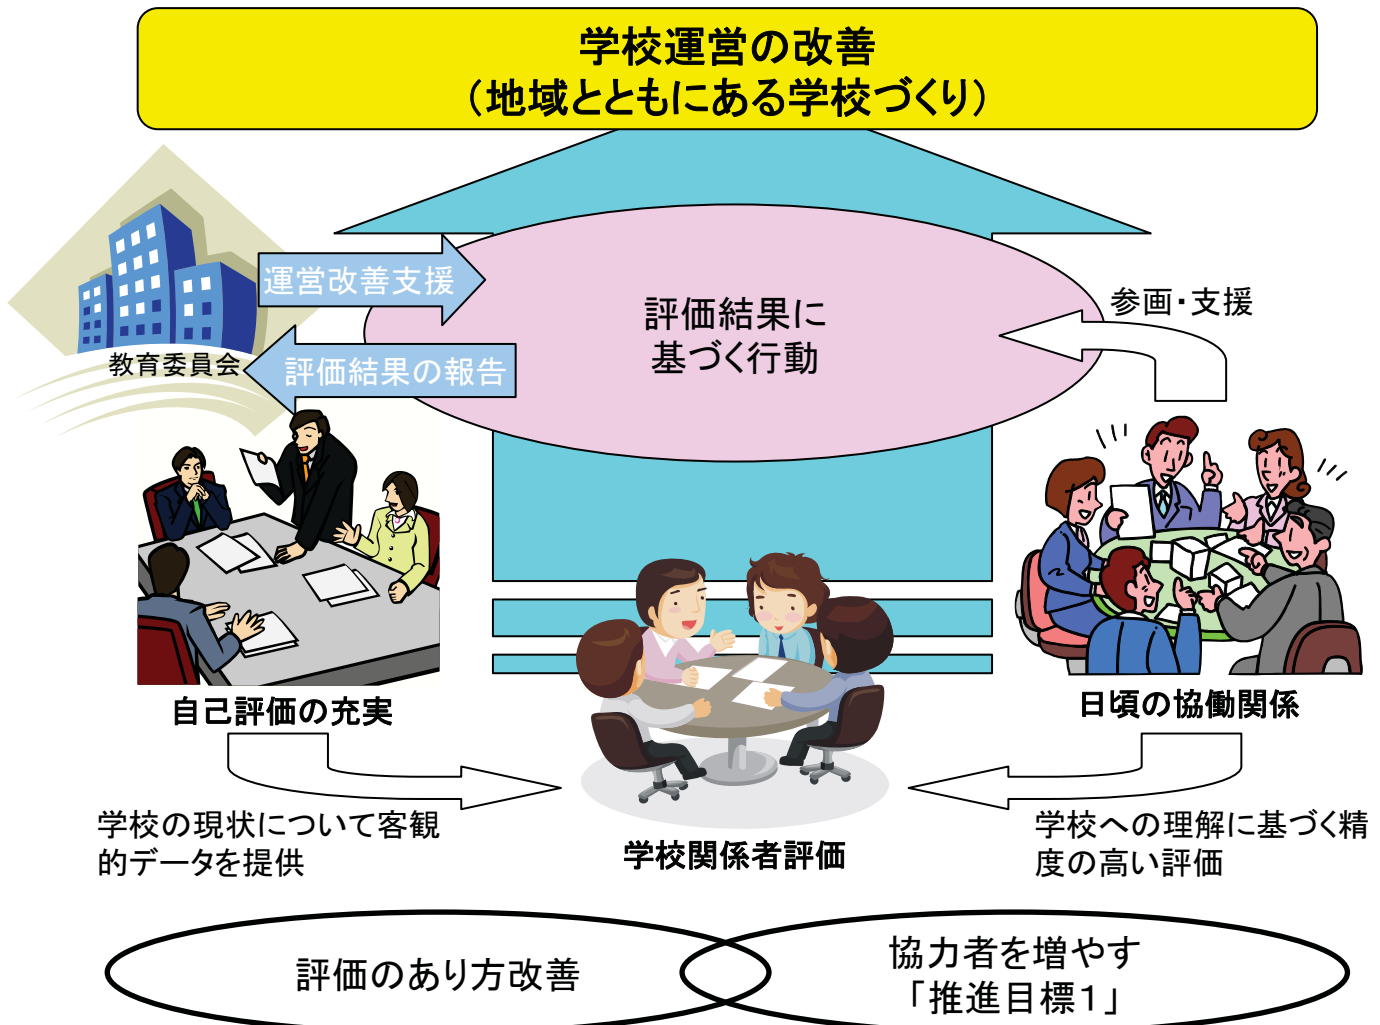 学校運営の改善
（地域とともにある学校づくり）
運営改善支援
評価結果に
基づく行動
参画・支援
教育委員会
評価結果の報告
自己評価の充実
日頃の協働関係
学校の現状について客観
的データを提供
学校関係者評価
学校への理解に基づく精
度の高い評価
評価のあり方改善
協力者を増やす
「推進目標１」